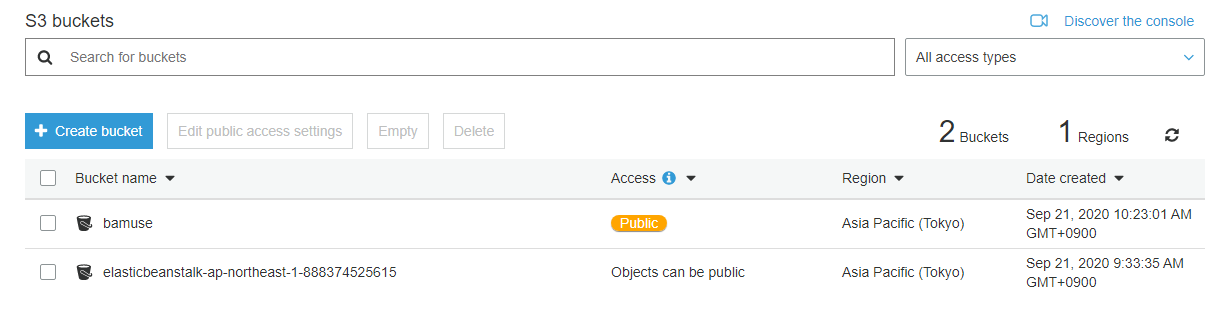 S3 buckets
Discover the console
Search for buckets
All access types
Create bucket
Edit public access settings
Empty
Delete
2 Buckets
1 Regions
Bucket name
Access
Region
Date created
bamuse
Public
Asia Pacific (Tokyo)
Sep 21, 2020 10:23:01 AM
GMT+0900
elasticbeanstalk-ap-northeast-1-888374525615
Objects can be public
Asia Pacific (Tokyo)
Sep 21, 2020 9:33:35 AM
GMT+0900